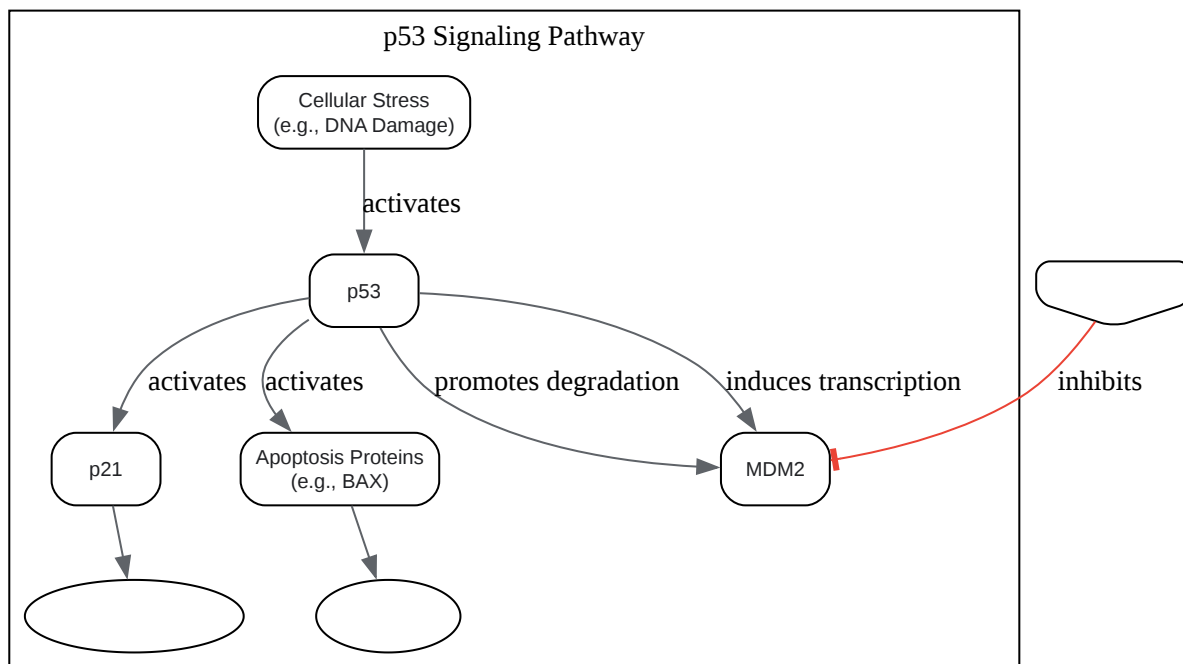 p53 Signaling Pathway
Cellular Stress
(e.g., DNA Damage)
activates
p53
activates
activates
promotes degradation
induces transcription
inhibits
p21
Apoptosis Proteins
(e.g., BAX)
MDM2